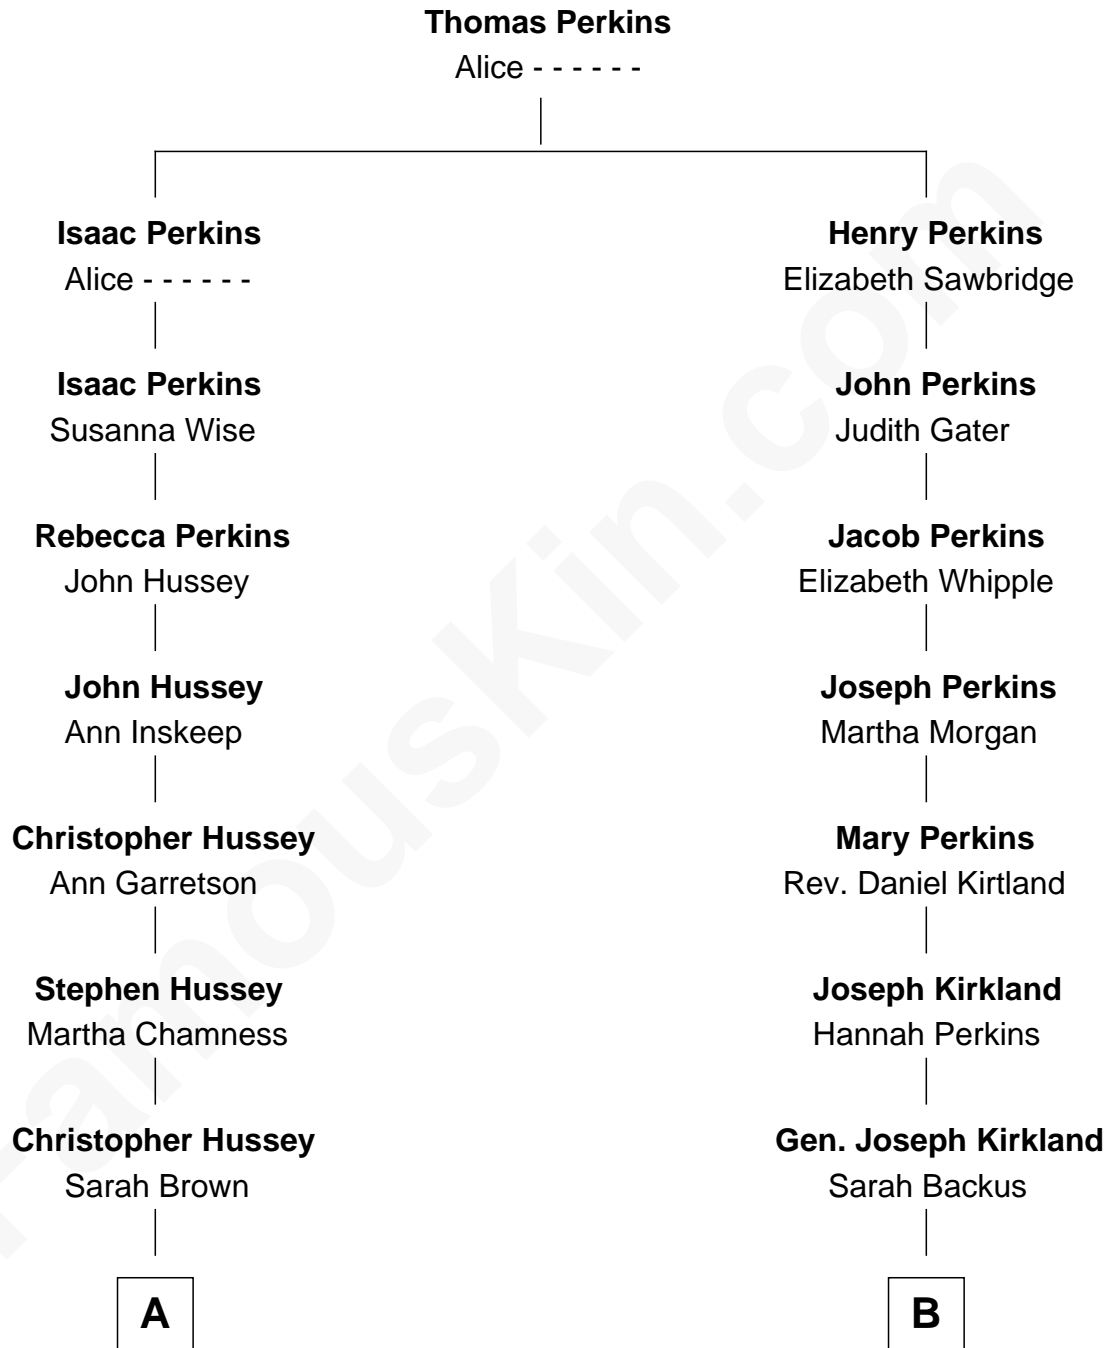 Thomas Perkins
Alice - - - - - -
Isaac Perkins
Alice - - - - - -
Henry Perkins
Elizabeth Sawbridge
Isaac Perkins
Susanna Wise
John Perkins
Judith Gater
Rebecca Perkins
John Hussey
Jacob Perkins
Elizabeth Whipple
John Hussey
Ann Inskeep
Joseph Perkins
Martha Morgan
Christopher Hussey
Ann Garretson
Mary Perkins
Rev. Daniel Kirtland
Stephen Hussey
Martha Chamness
Joseph Kirkland
Hannah Perkins
Christopher Hussey
Sarah Brown
Gen. Joseph Kirkland
Sarah Backus
A
B
FamousKin.com